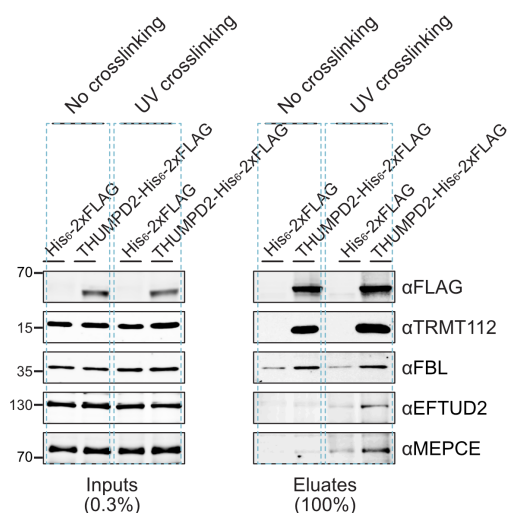 No crosslinking
UV crosslinking
No crosslinking
UV crosslinking
His₆-2xFLAG
THUMPD2-His₆-2xFLAG
His₆-2xFLAG
THUMPD2-His₆-2xFLAG
His₆-2xFLAG
THUMPD2-His₆-2xFLAG
His₆-2xFLAG
THUMPD2-His₆-2xFLAG
70
αFLAG
15
αTRMT112
35
αFBL
130
αEFTUD2
70
αMEPCE
Inputs
(0.3%)
Eluates
(100%)